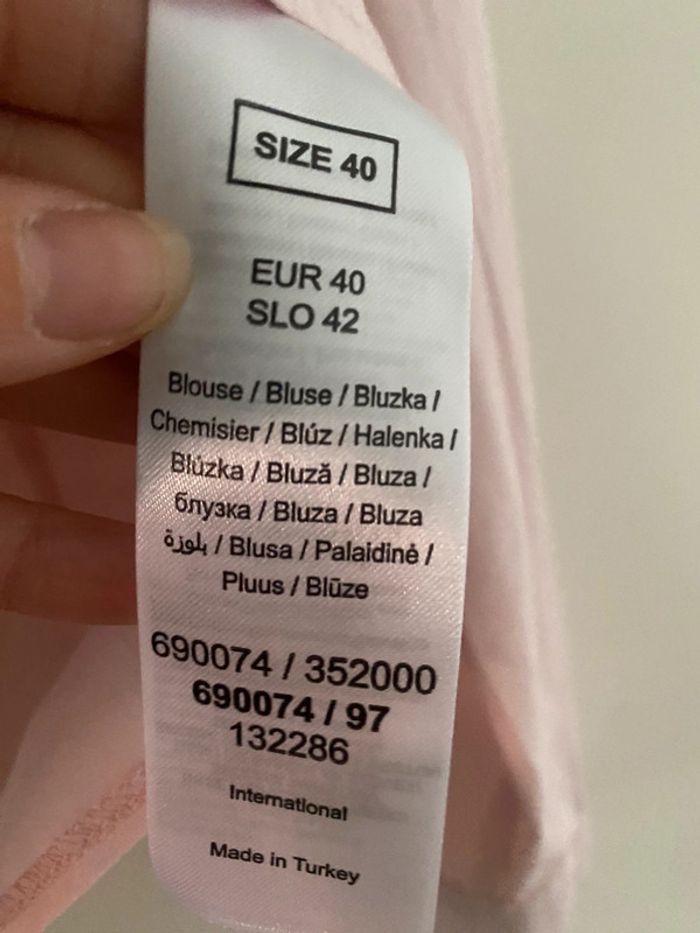 SIZE 40
EUR 40
SLO 42
Blouse / Bluse / Bluzka /
Chemisier / Blúz / Halenka /
Blúzka / Bluză / Bluza /
блузка / Bluza / Bluza
بلوزة / Blusa / Palaidinė /
Pluus / Blūze
690074 / 352000
690074 / 97
132286
International
Made in Turkey